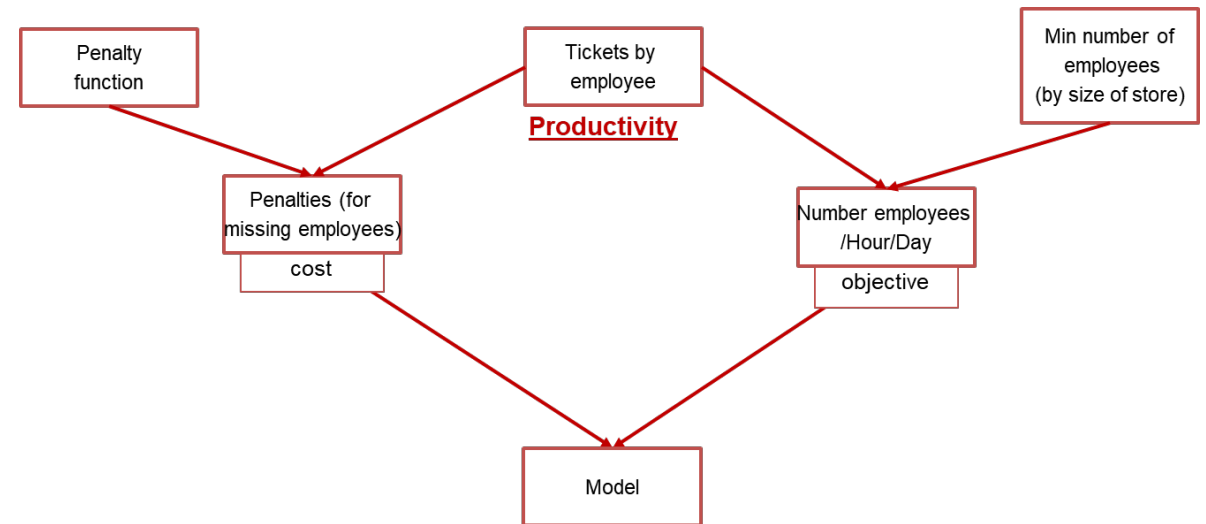 Penalty
function
Tickets by
employee
Min number of
employees
(by size of store)
Productivity
Penalties (for
missing employees)
cost
Number employees
/Hour/Day
objective
Model